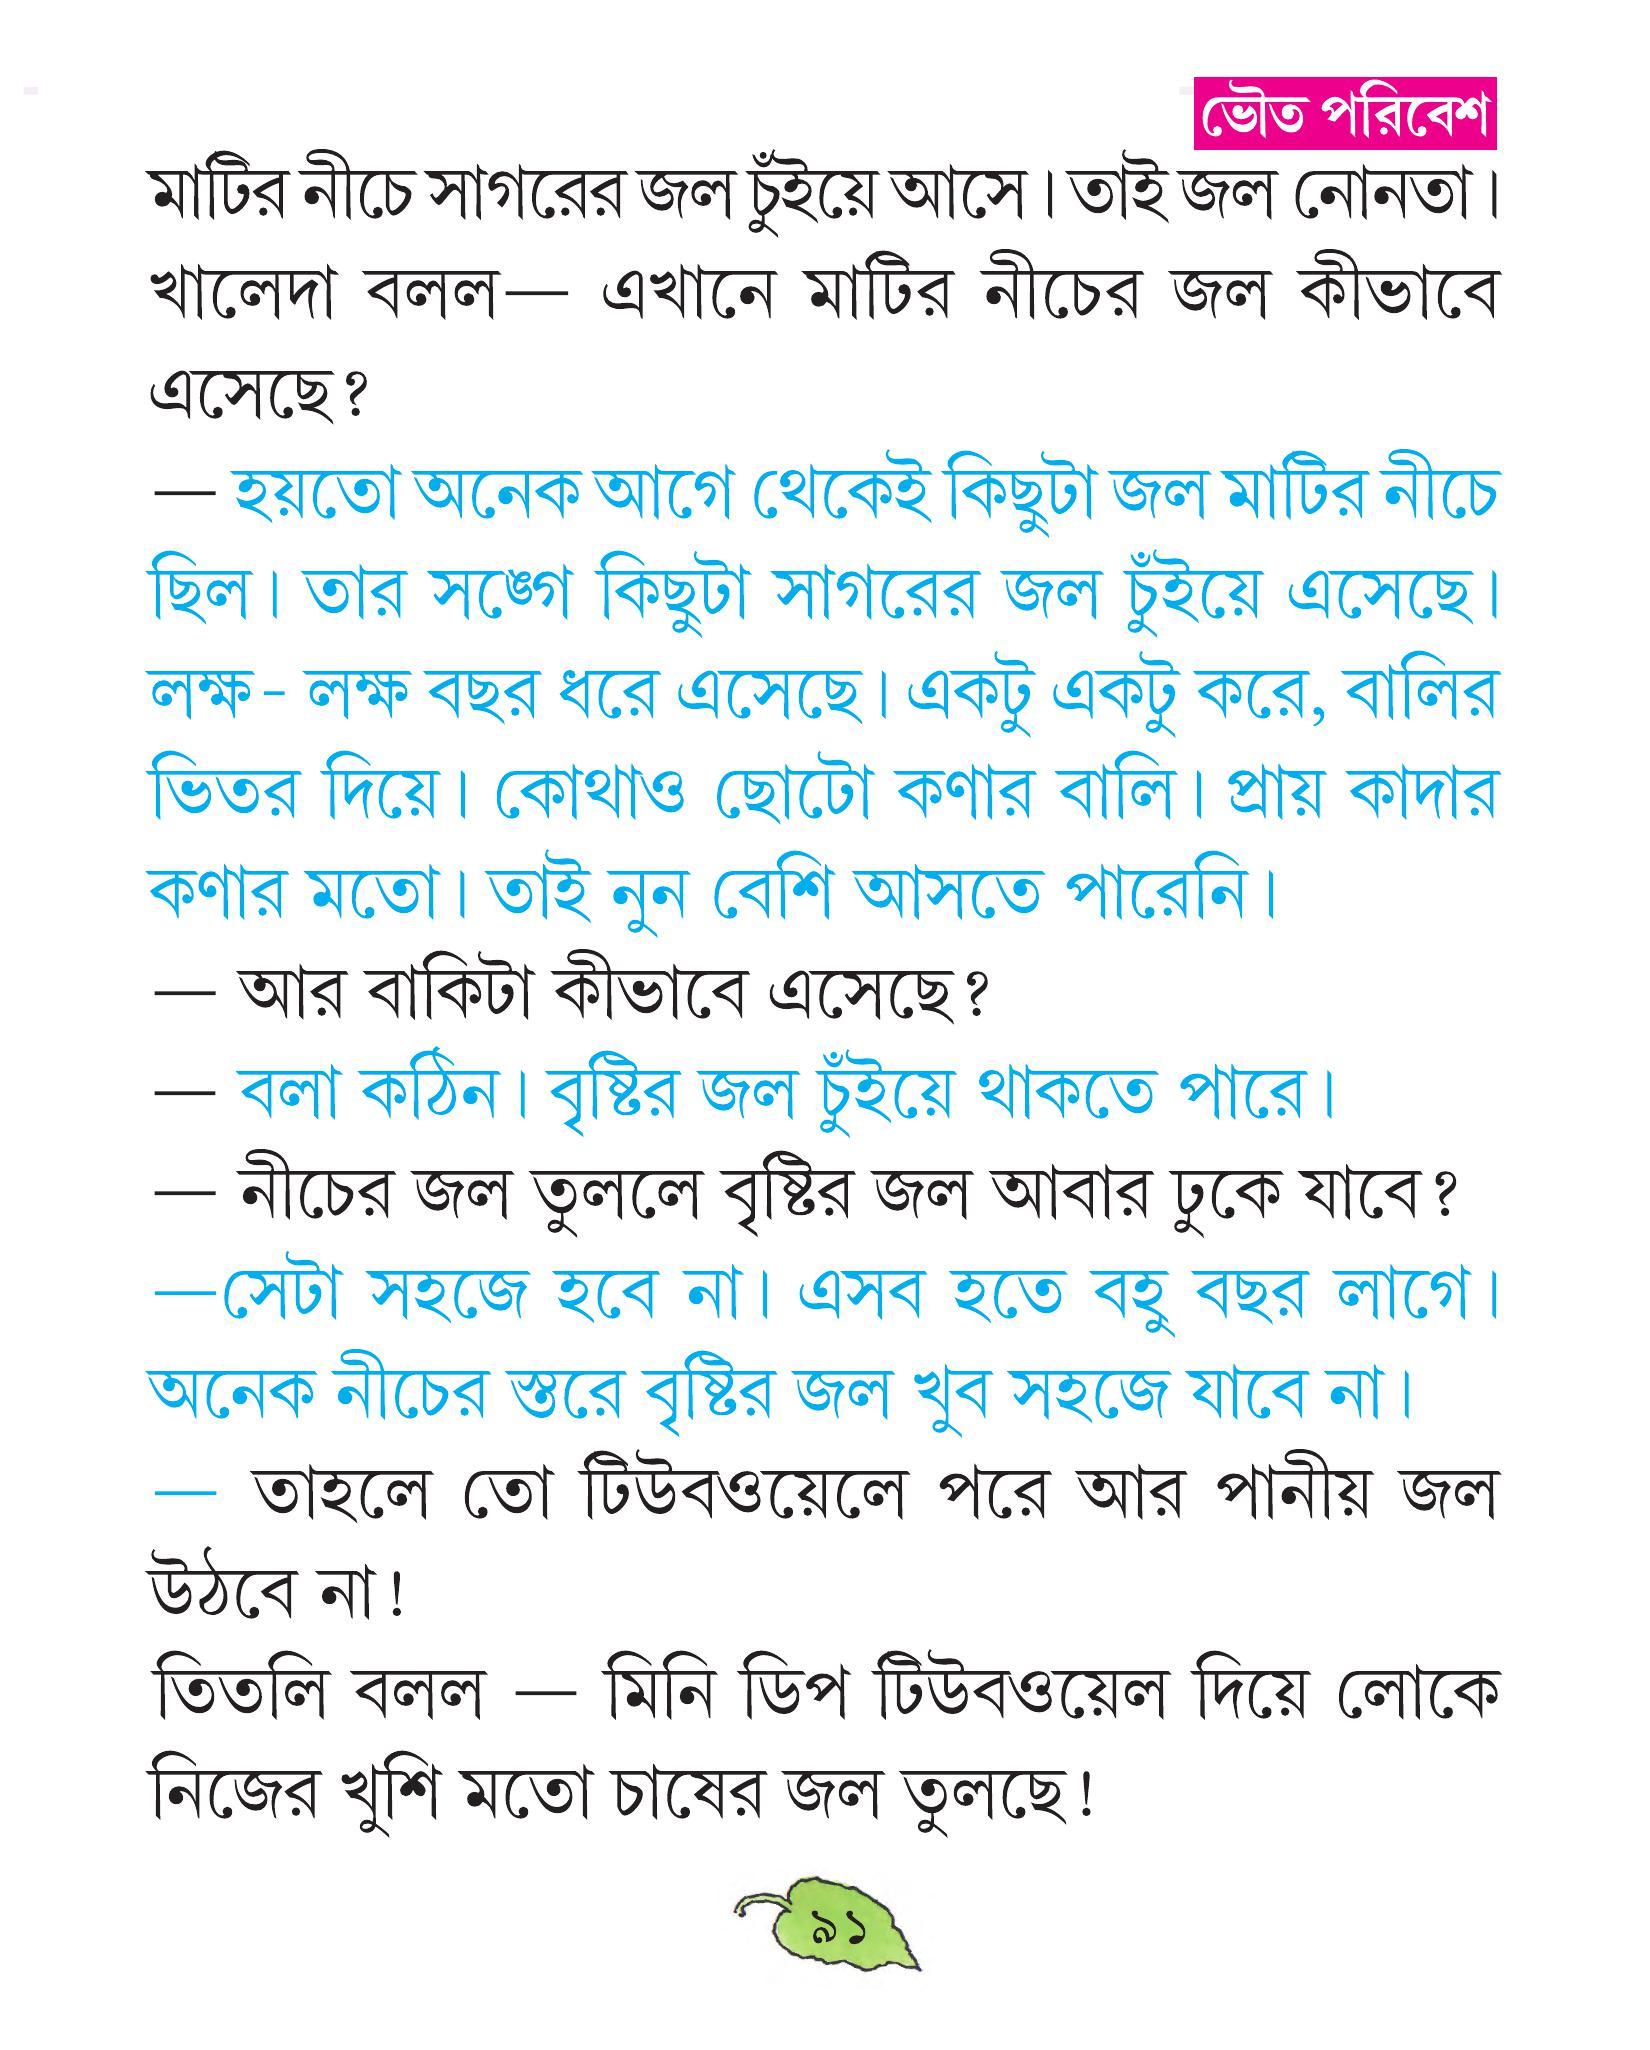 ভৌত পরিবেশ
মাটির নীচে সাগরের জল চুঁইয়ে আসে। তাই জল নোনতা।
খালেদা বলল— এখানে মাটির নীচের জল কীভাবে
এসেছে?
— হয়তো অনেক আগে থেকেই কিছুটা জল মাটির নীচে
ছিল। তার সঙ্গে কিছুটা সাগরের জল চুঁইয়ে এসেছে।
লক্ষ- লক্ষ বছর ধরে এসেছে। একটু একটু করে, বালির
ভিতর দিয়ে। কোথাও ছোটো কণার বালি। প্রায় কাদার
কণার মতো। তাই নুন বেশি আসতে পারেনি।
— আর বাকিটা কীভাবে এসেছে?
— বলা কঠিন। বৃষ্টির জল চুঁইয়ে থাকতে পারে।
— নীচের জল তুললে বৃষ্টির জল আবার ঢুকে যাবে?
—সেটা সহজে হবে না। এসব হতে বহু বছর লাগে।
অনেক নীচের স্তরে বৃষ্টির জল খুব সহজে যাবে না।
— তাহলে তো টিউবওয়েলে পরে আর পানীয় জল
উঠবে না!
তিতলি বলল — মিনি ডিপ টিউবওয়েল দিয়ে লোকে
নিজের খুশি মতো চাষের জল তুলছে!
৯১